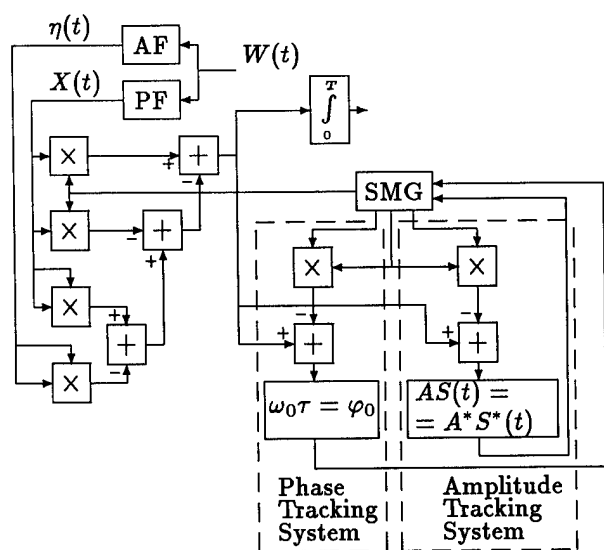 η(t)
AF
W(t)
X(t)
PF
T
∫
0
×
+
+
−
SMG
×
−
+
+
×
×
×
+
+
−
−
+
+
−
+
+
×
−
ω₀τ = φ₀
AS(t) =
= A*S*(t)
Phase
Tracking
System
Amplitude
Tracking
System